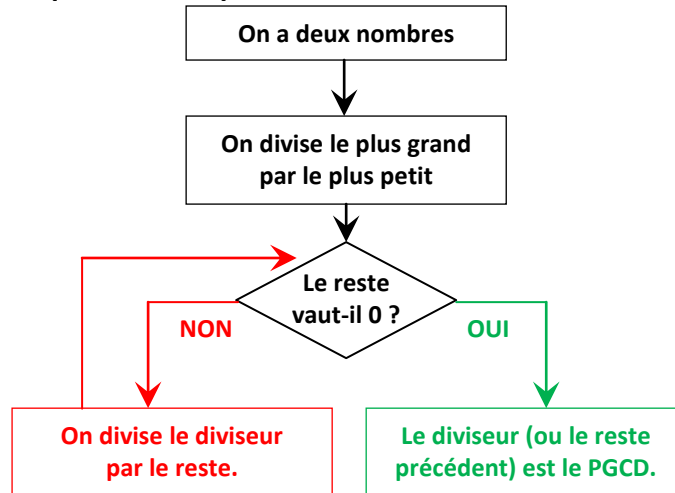 On a deux nombres
On divise le plus grand
par le plus petit
Le reste
vaut-il 0 ?
NON
OUI
On divise le diviseur
par le reste.
Le diviseur (ou le reste
précédent) est le PGCD.